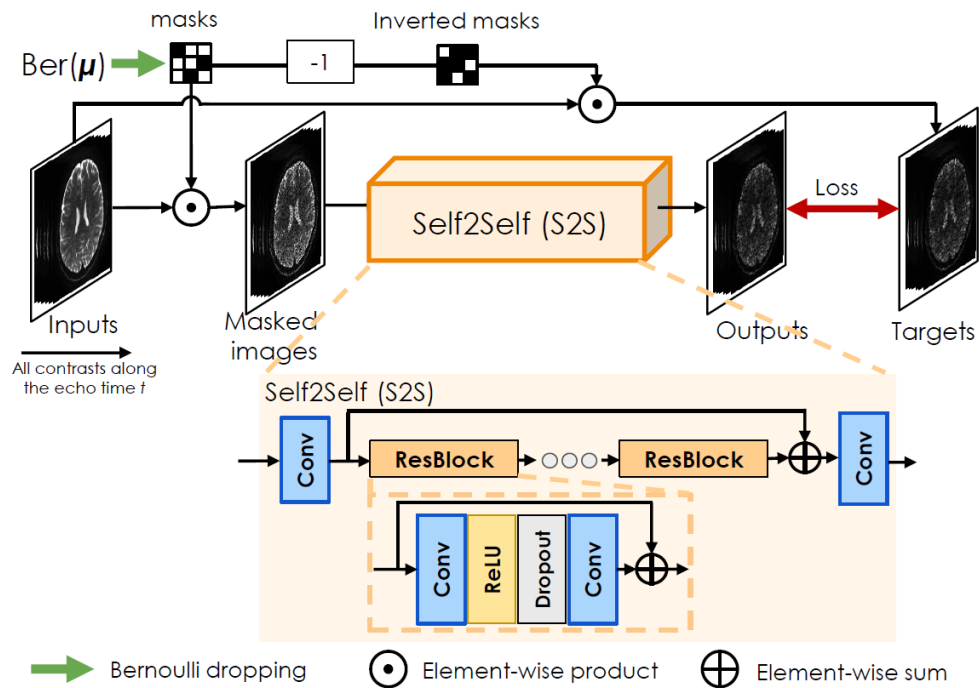 masks
Inverted masks
Ber(μ)
-1
Self2Self (S2S)
Loss
Inputs
Masked
images
Outputs
Targets
All contrasts along
the echo time t
Self2Self (S2S)
Conv
ResBlock
ResBlock
Conv
Conv
ReLU
Dropout
Conv
Bernoulli dropping
Element-wise product
Element-wise sum